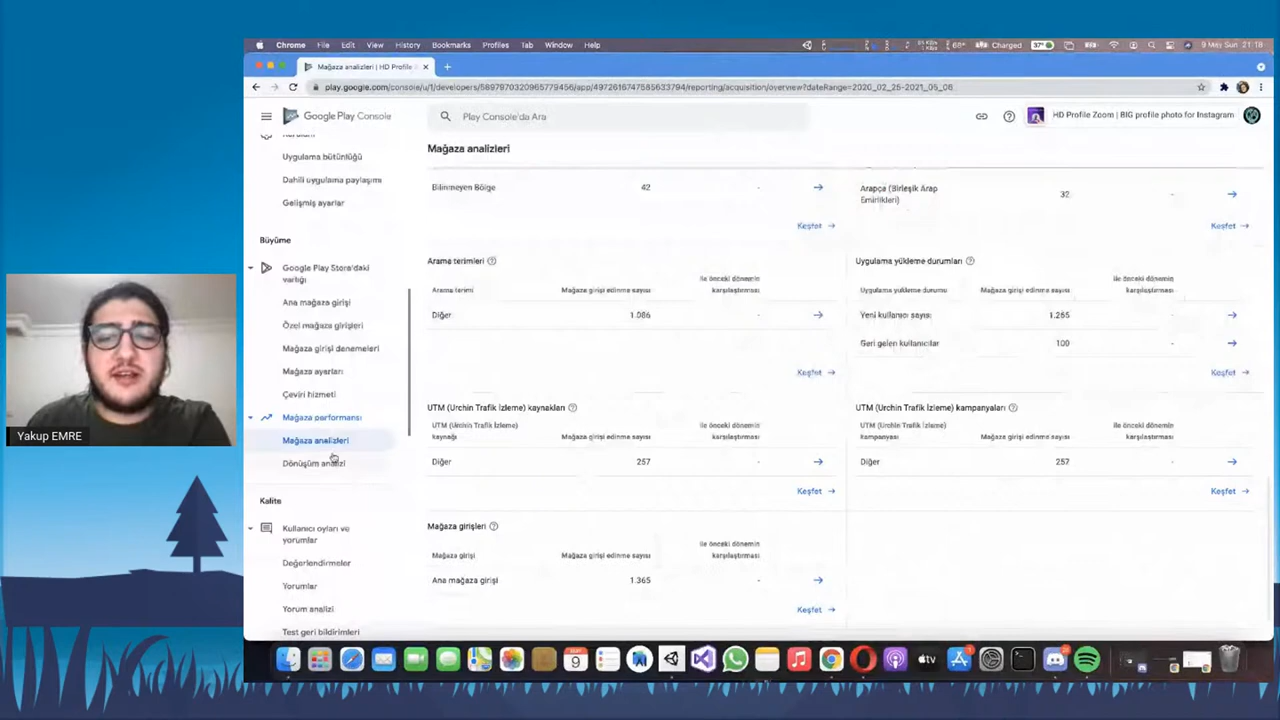 Chrome File Edit View History Bookmarks Profiles Tab Window Help
Charged 37° 9 May Sun 21:18
Mağaza analizleri | HD Profile
play.google.com/console/u/1/developers/5897970320965779456/app/4972616747585633794/reporting/acquisition/overview?dateRange=2020_02_25-2021_05_08
Google Play Console
Play Console'da Ara
HD Profile Zoom | BIG profile photo for Instagram
Mağaza analizleri
Uygulama bütünlüğü
Dahili uygulama paylaşımı
Gelişmiş ayarlar
Büyüme
Google Play Store'daki
varlığı
Ana mağaza girişi
Özel mağaza girişleri
Mağaza girişi denemeleri
Mağaza ayarları
Çeviri hizmeti
Mağaza performansı
Mağaza analizleri
Dönüşüm analizi
Kalite
Kullanıcı oyları ve
yorumlar
Değerlendirmeler
Yorumlar
Yorum analizi
Test geri bildirimleri
Bilinmeyen Bölge 42 -
Keşfet
Arapça (Birleşik Arap
Emirlikleri) 32 -
Keşfet
Arama terimleri
Arama terimi Mağaza girişi edinme sayısı ile önceki dönemin
karşılaştırması
Diğer 1.086 -
Keşfet
Uygulama yükleme durumları
Uygulama yükleme durumu Mağaza girişi edinme sayısı ile önceki dönemin
karşılaştırması
Yeni kullanıcı sayısı 1.265 -
Geri gelen kullanıcılar 100 -
Keşfet
UTM (Urchin Trafik İzleme) kaynakları
UTM (Urchin Trafik İzleme)
kaynağı Mağaza girişi edinme sayısı ile önceki dönemin
karşılaştırması
Diğer 257 -
Keşfet
UTM (Urchin Trafik İzleme) kampanyaları
UTM (Urchin Trafik İzleme)
kampanyası Mağaza girişi edinme sayısı ile önceki dönemin
karşılaştırması
Diğer 257 -
Keşfet
Mağaza girişleri
Mağaza girişi Mağaza girişi edinme sayısı ile önceki dönemin
karşılaştırması
Ana mağaza girişi 1.365 -
Keşfet
Yakup EMRE
9
tv